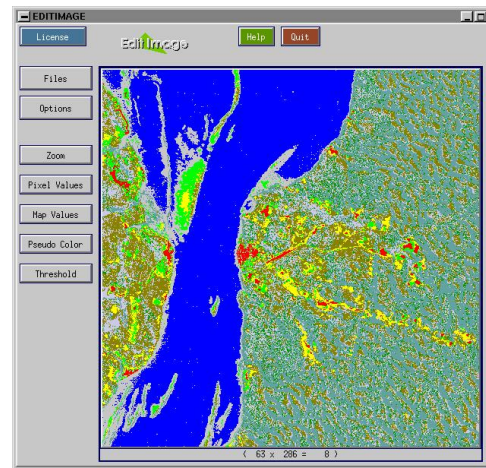 EDITIMAGE
License
EditImage
Help
Quit
Files
Options
Zoom
Pixel Values
Map Values
Pseudo Color
Threshold
( 63 x 286 = 8 )